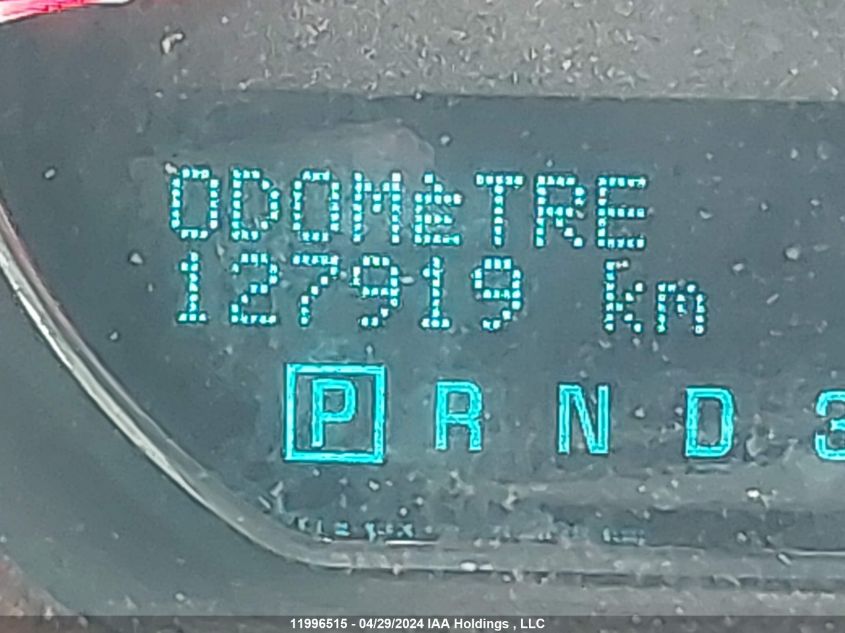 ODOMÈTRE
127919 km
P R N D 3
11996515 - 04/29/2024 IAA Holdings , LLC